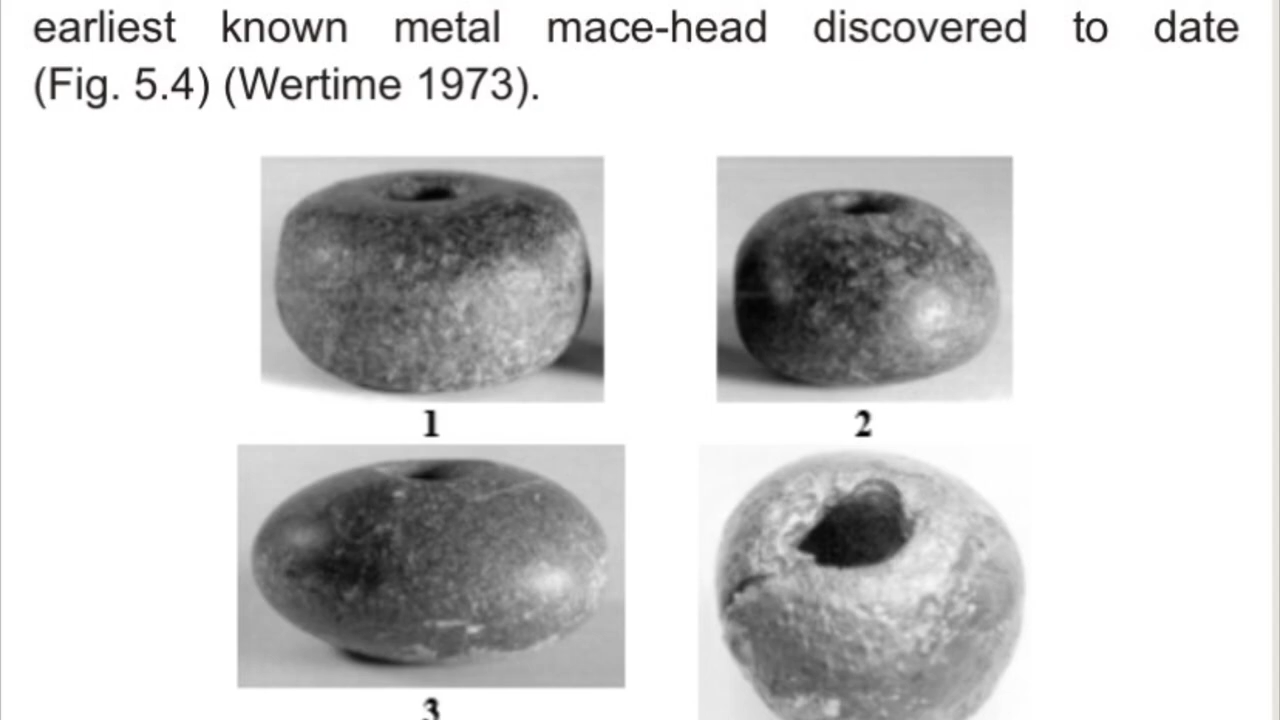 earliest known metal mace-head discovered to date
(Fig. 5.4) (Wertime 1973).
1
2
3